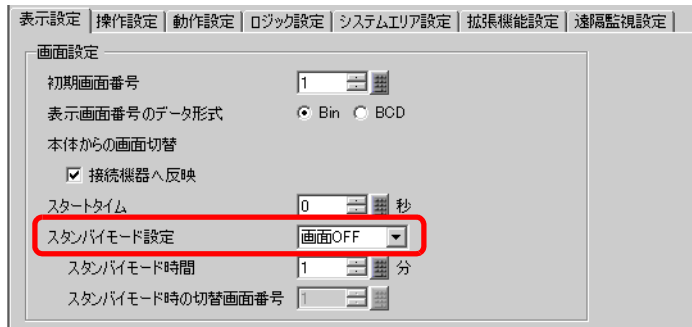 表示設定 操作設定 動作設定 ロジック設定 システムエリア設定 拡張機能設定 遠隔監視設定
画面設定
初期画面番号 1
表示画面番号のデータ形式 Bin BCD
本体からの画面切替
接続機器へ反映
スタートタイム 0 秒
スタンバイモード設定 画面OFF
スタンバイモード時間 1 分
スタンバイモード時の切替画面番号 1